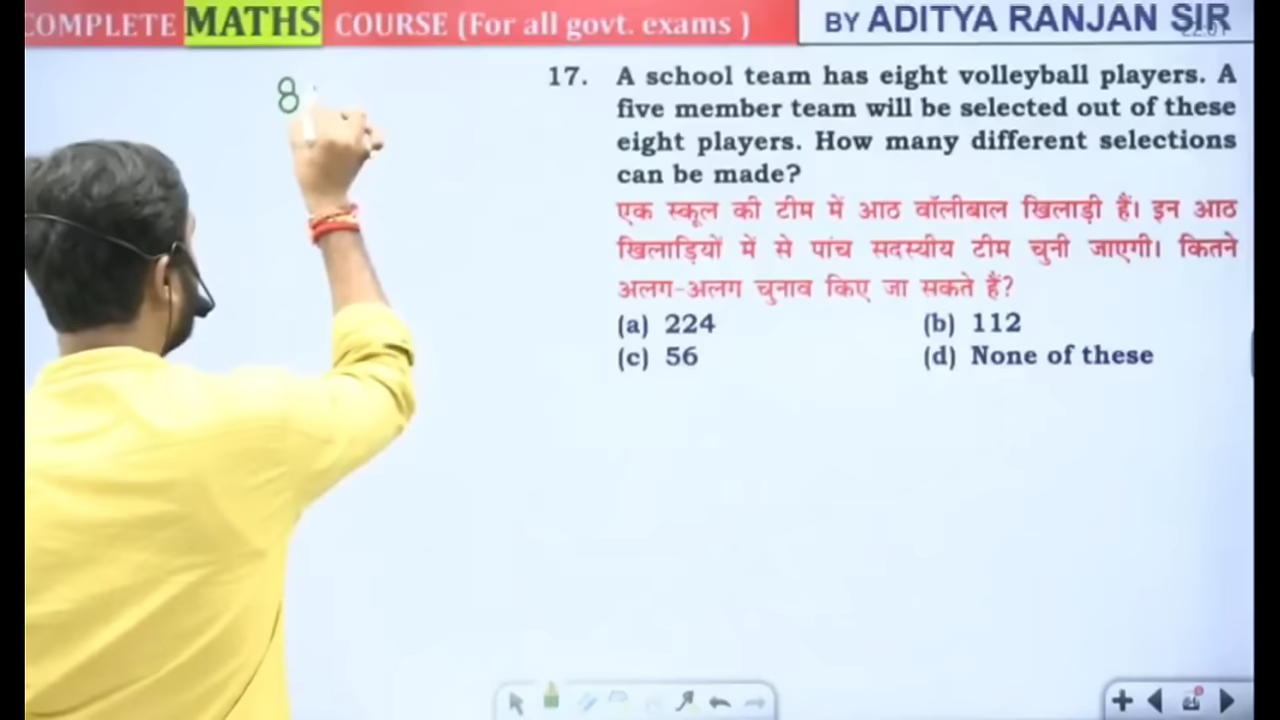 COMPLETE MATHS COURSE (For all govt. exams )
BY ADITYA RANJAN SIR
8
17. A school team has eight volleyball players. A
five member team will be selected out of these
eight players. How many different selections
can be made?
एक स्कूल की टीम में आठ वॉलीबाल खिलाड़ी हैं। इन आठ
खिलाड़ियों में से पांच सदस्यीय टीम चुनी जाएगी। कितने
अलग-अलग चुनाव किए जा सकते हैं?
(a) 224 (b) 112
(c) 56 (d) None of these